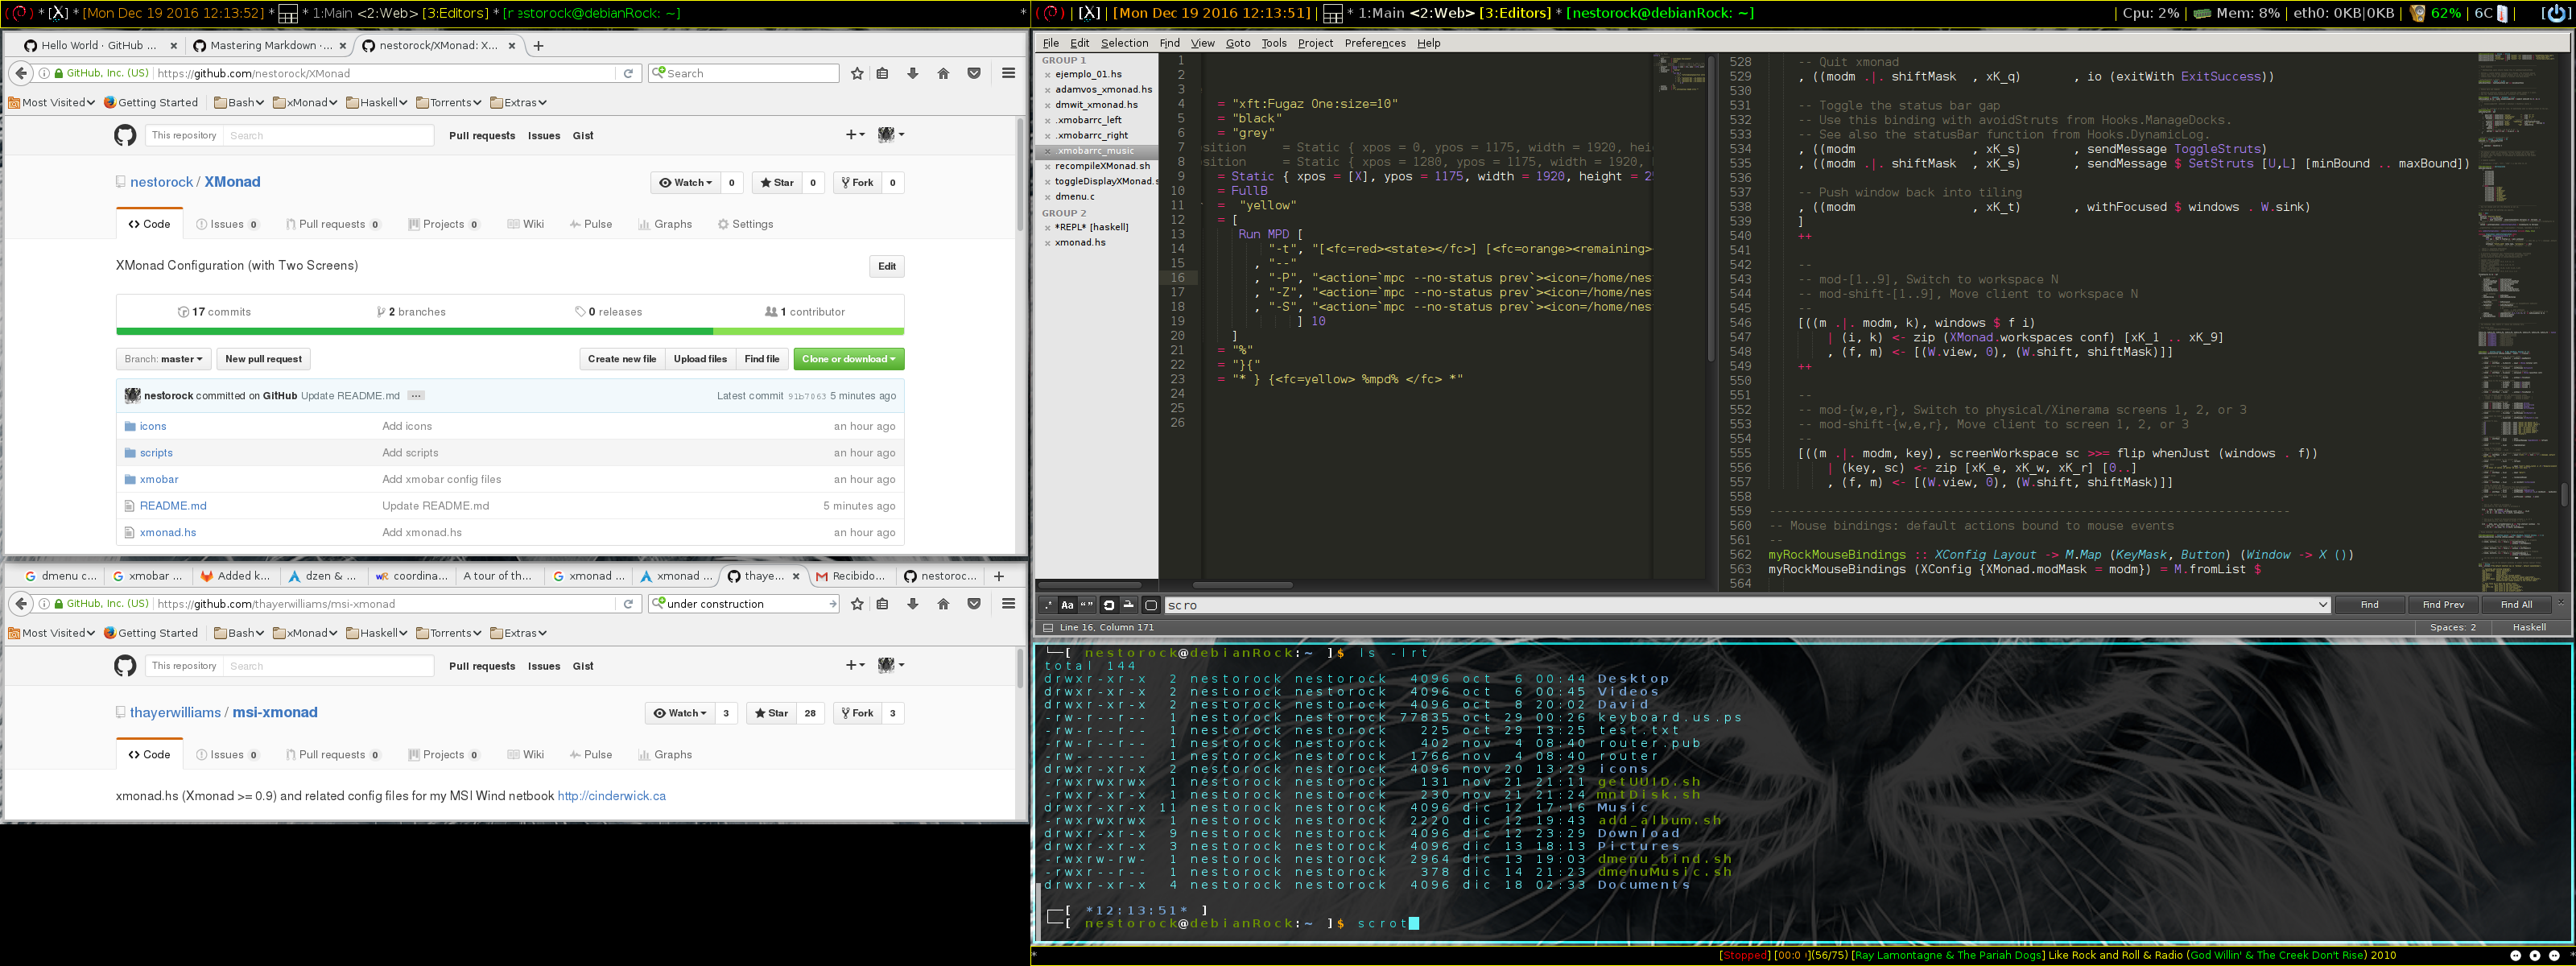 * [X] * [Mon Dec 19 2016 12:13:52] * * 1:Main <2:Web> [3:Editors] * [nestorock@debianRock: ~] *
Hello World · GitHub ... Mastering Markdown · ... nestorock/XMonad: X...
GitHub, Inc. (US) https://github.com/nestorock/XMonad Search
Most Visited Getting Started Bash xMonad Haskell Torrents Extras
This repository Search Pull requests Issues Gist
nestorock / XMonad Watch 0 Star 0 Fork 0
Code Issues 0 Pull requests 0 Projects 0 Wiki Pulse Graphs Settings
XMonad Configuration (with Two Screens) Edit
17 commits 2 branches 0 releases 1 contributor
Branch: master New pull request Create new file Upload files Find file Clone or download
nestorock committed on GitHub Update README.md ... Latest commit 91b7063 5 minutes ago
icons Add icons an hour ago
scripts Add scripts an hour ago
xmobar Add xmobar config files an hour ago
README.md Update README.md 5 minutes ago
xmonad.hs Add xmonad.hs an hour ago
dmenu c... xmobar ... Added k... dzen & ... coordina... A tour of th... xmonad ... xmonad ... thaye... Recibido... nestoroc...
GitHub, Inc. (US) https://github.com/thayerwilliams/msi-xmonad under construction
Most Visited Getting Started Bash xMonad Haskell Torrents Extras
This repository Search Pull requests Issues Gist
thayerwilliams / msi-xmonad Watch 3 Star 28 Fork 3
Code Issues 0 Pull requests 0 Projects 0 Wiki Pulse Graphs
xmonad.hs (Xmonad >= 0.9) and related config files for my MSI Wind netbook http://cinderwick.ca
| [X] | [Mon Dec 19 2016 12:13:51] | * 1:Main <2:Web> [3:Editors] * [nestorock@debianRock: ~] | Cpu: 2% | Mem: 8% | eth0: 0KB|0KB | 62% | 6C |
File Edit Selection Find View Goto Tools Project Preferences Help
GROUP 1
ejemplo_01.hs
adamvos_xmonad.hs
dmwit_xmonad.hs
.xmobarrc_left
.xmobarrc_right
.xmobarrc_music
recompileXMonad.sh
toggleDisplayXMonad.s
dmenu.c
GROUP 2
*REPL* [haskell]
xmonad.hs
1
2
3
4 = "xft:Fugaz One:size=10"
5 = "black"
6 = "grey"
7 sition = Static { xpos = 0, ypos = 1175, width = 1920, hei
8 sition = Static { xpos = 1280, ypos = 1175, width = 1920,
9 = Static { xpos = [X], ypos = 1175, width = 1920, height = 2
10 = FullB
11 = "yellow"
12 = [
13 Run MPD [
14 "-t", "[<fc=red><state></fc>] [<fc=orange><remaining>
15 , "--"
16 , "-P", "<action=`mpc --no-status prev`><icon=/home/nes
17 , "-Z", "<action=`mpc --no-status prev`><icon=/home/nes
18 , "-S", "<action=`mpc --no-status prev`><icon=/home/nes
19 ] 10
20 ]
21 = "%"
22 = "}{"
23 = "* } {<fc=yellow> %mpd% </fc> *"
24
25
26
528 -- Quit xmonad
529 , ((modm .|. shiftMask , xK_q) , io (exitWith ExitSuccess))
530
531 -- Toggle the status bar gap
532 -- Use this binding with avoidStruts from Hooks.ManageDocks.
533 -- See also the statusBar function from Hooks.DynamicLog.
534 , ((modm , xK_s) , sendMessage ToggleStruts)
535 , ((modm .|. shiftMask , xK_s) , sendMessage $ SetStruts [U,L] [minBound .. maxBound])
536
537 -- Push window back into tiling
538 , ((modm , xK_t) , withFocused $ windows . W.sink)
539 ]
540 ++
541
542 --
543 -- mod-[1..9], Switch to workspace N
544 -- mod-shift-[1..9], Move client to workspace N
545 --
546 [((m .|. modm, k), windows $ f i)
547 | (i, k) <- zip (XMonad.workspaces conf) [xK_1 .. xK_9]
548 , (f, m) <- [(W.view, 0), (W.shift, shiftMask)]]
549 ++
550
551 --
552 -- mod-{w,e,r}, Switch to physical/Xinerama screens 1, 2, or 3
553 -- mod-shift-{w,e,r}, Move client to screen 1, 2, or 3
554 --
555 [((m .|. modm, key), screenWorkspace sc >>= flip whenJust (windows . f))
556 | (key, sc) <- zip [xK_e, xK_w, xK_r] [0..]
557 , (f, m) <- [(W.view, 0), (W.shift, shiftMask)]]
558
559 ------------------------------------------------------------------------
560 -- Mouse bindings: default actions bound to mouse events
561 --
562 myRockMouseBindings :: XConfig Layout -> M.Map (KeyMask, Button) (Window -> X ())
563 myRockMouseBindings (XConfig {XMonad.modMask = modm}) = M.fromList $
564
.* Aa “” scro Find Find Prev Find All
Line 16, Column 171 Spaces: 2 Haskell
└─[ nestorock@debianRock:~ ]$ ls -lrt
total 144
drwxr-xr-x 2 nestorock nestorock 4096 oct 6 00:44 Desktop
drwxr-xr-x 2 nestorock nestorock 4096 oct 6 00:45 Videos
drwxr-xr-x 2 nestorock nestorock 4096 oct 8 20:02 David
-rw-r--r-- 1 nestorock nestorock 77835 oct 29 00:26 keyboard.us.ps
-rw-r--r-- 1 nestorock nestorock 225 oct 29 13:25 test.txt
-rw-r--r-- 1 nestorock nestorock 402 nov 4 08:40 router.pub
-rw------- 1 nestorock nestorock 1766 nov 4 08:40 router
drwxr-xr-x 2 nestorock nestorock 4096 nov 20 13:29 icons
-rwxrwxrwx 1 nestorock nestorock 131 nov 21 21:11 getUUID.sh
-rwxr-xr-x 1 nestorock nestorock 230 nov 21 21:24 mntDisk.sh
drwxr-xr-x 11 nestorock nestorock 4096 dic 12 17:16 Music
-rwxrwxrwx 1 nestorock nestorock 2220 dic 12 19:43 add_album.sh
drwxr-xr-x 9 nestorock nestorock 4096 dic 12 23:29 Download
drwxr-xr-x 3 nestorock nestorock 4096 dic 13 18:13 Pictures
-rwxrw-rw- 1 nestorock nestorock 2964 dic 13 19:03 dmenu_bind.sh
-rwxr--r-- 1 nestorock nestorock 378 dic 14 21:23 dmenuMusic.sh
drwxr-xr-x 4 nestorock nestorock 4096 dic 18 02:33 Documents
┌─[ *12:13:51* ]
└─[ nestorock@debianRock:~ ]$ scrot
* [Stopped] [00:0 ](56/75) [Ray Lamontagne & The Pariah Dogs] Like Rock and Roll & Radio (God Willin' & The Creek Don't Rise) 2010